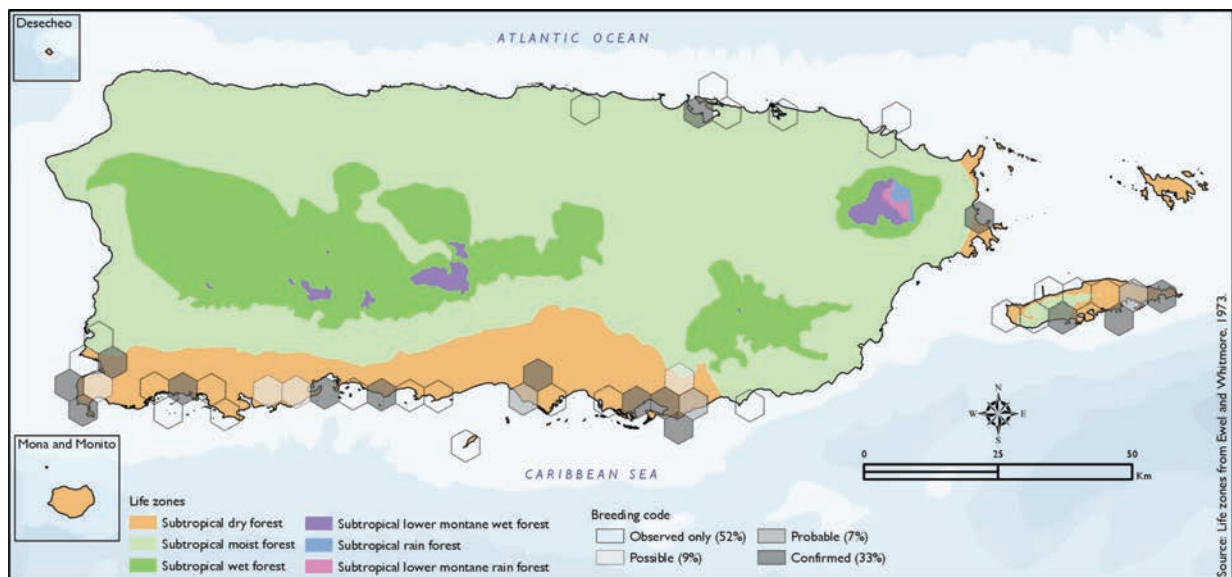 Desecheo
ATLANTIC OCEAN
Source: Life zones from Ewel and Whitmore, 1973.
N
W E
S
Mona and Monito
CARIBBEAN SEA
0 25 50
Km
Life zones
Subtropical dry forest
Subtropical moist forest
Subtropical wet forest
Subtropical lower montane wet forest
Subtropical rain forest
Subtropical lower montane rain forest
Breeding code
Observed only (52%)
Possible (9%)
Probable (7%)
Confirmed (33%)